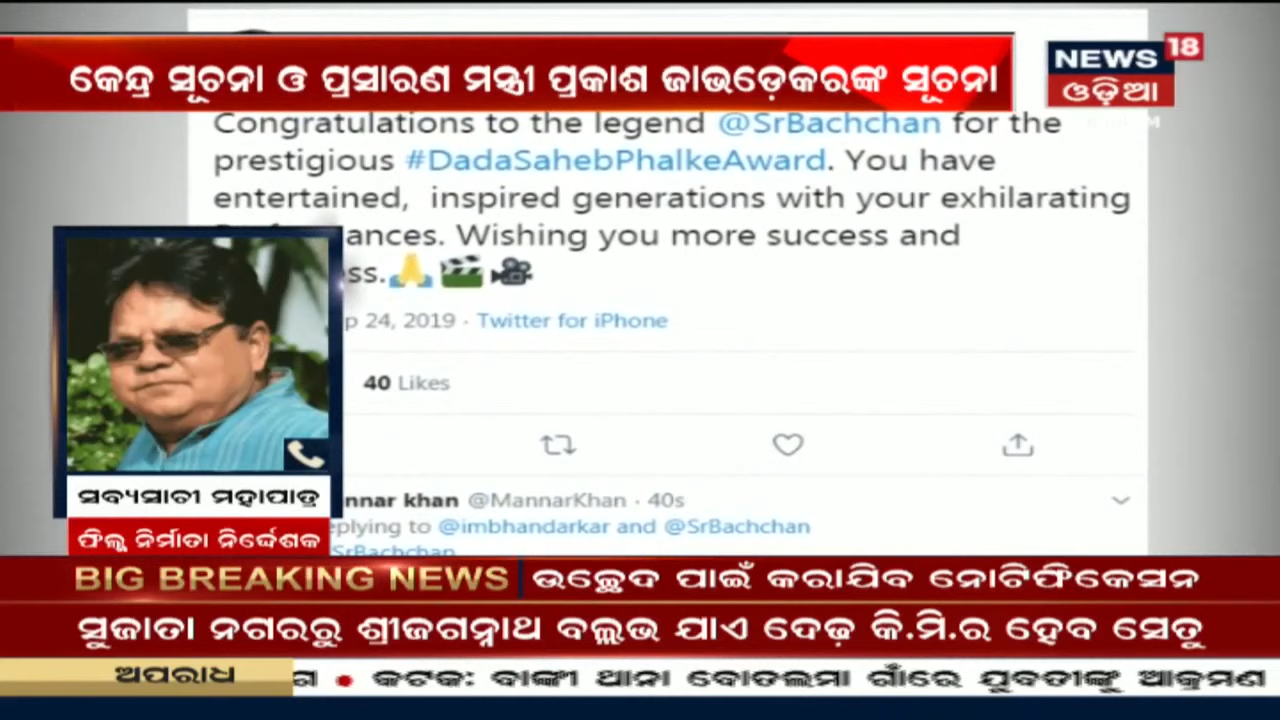 କେନ୍ଦ୍ର ସୂଚନା ଓ ପ୍ରସାରଣ ମନ୍ତ୍ରୀ ପ୍ରକାଶ ଜାଭଡ଼େକରଙ୍କ ସୂଚନା
NEWS 18
ଓଡ଼ିଆ
Congratulations to the legend @SrBachchan for the
prestigious #DadaSahebPhalkeAward. You have
entertained, inspired generations with your exhilarating
ances. Wishing you more success and
ss.🙏🎬🎥
p 24, 2019 · Twitter for iPhone
40 Likes
nnar khan @MannarKhan · 40s
eplying to @imbhandarkar and @SrBachchan
SrBachchan
ସବ୍ୟସାଚୀ ମହାପାତ୍ର
ଫିଲ୍ମ ନିର୍ମାତା ନିର୍ଦ୍ଦେଶକ
BIG BREAKING NEWS ଉଚ୍ଛେଦ ପାଇଁ କରାଯିବ ନୋଟିଫିକେସନ
ସୁଜାତା ନଗରରୁ ଶ୍ରୀଜଗନ୍ନାଥ ବଲ୍ଲଭ ଯାଏ ଦେଢ଼ କି.ମି.ର ହେବ ସେତୁ
ଅପରାଧ ଗ • କଟକ: ବାଙ୍କୀ ଥାନା ବୋତଲମା ଗାଁରେ ଯୁବତୀଙ୍କୁ ଆକ୍ରମଣ